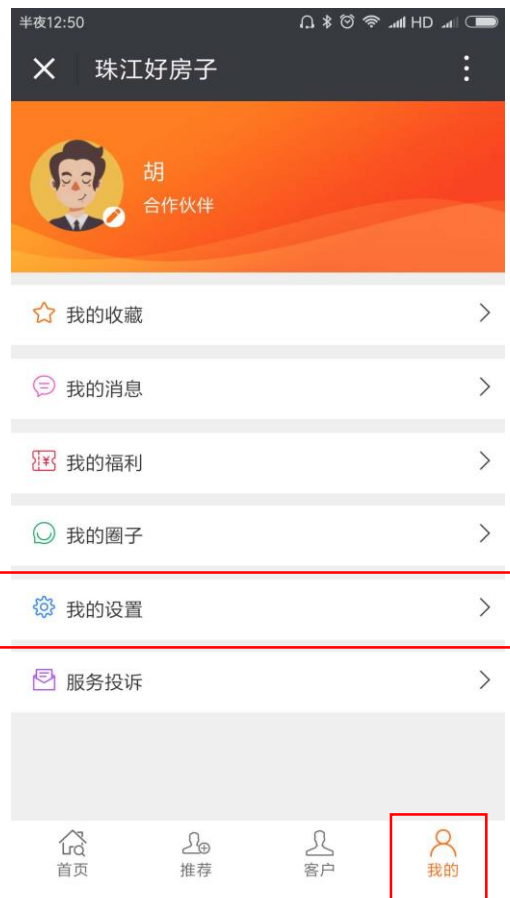 半夜12:50 HD
珠江好房子
胡
合作伙伴
我的收藏
我的消息
我的福利
我的圈子
我的设置
服务投诉
首页 推荐 客户 我的